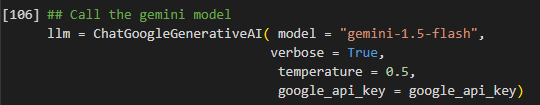 [106] ## Call the gemini model
llm = ChatGoogleGenerativeAI( model = "gemini-1.5-flash",
verbose = True,
temperature = 0.5,
google_api_key = google_api_key)